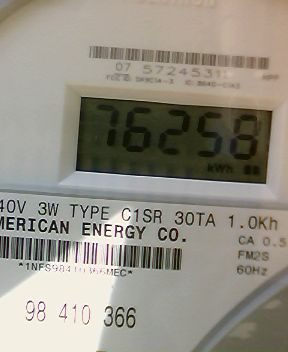 07 5724531
76258
kWh
40V 3W TYPE C1SR 30TA 1.0Kh
MERICAN ENERGY CO.
CA 0.5
FM2S
*1NFS98410366MEC*
60Hz
98 410 366